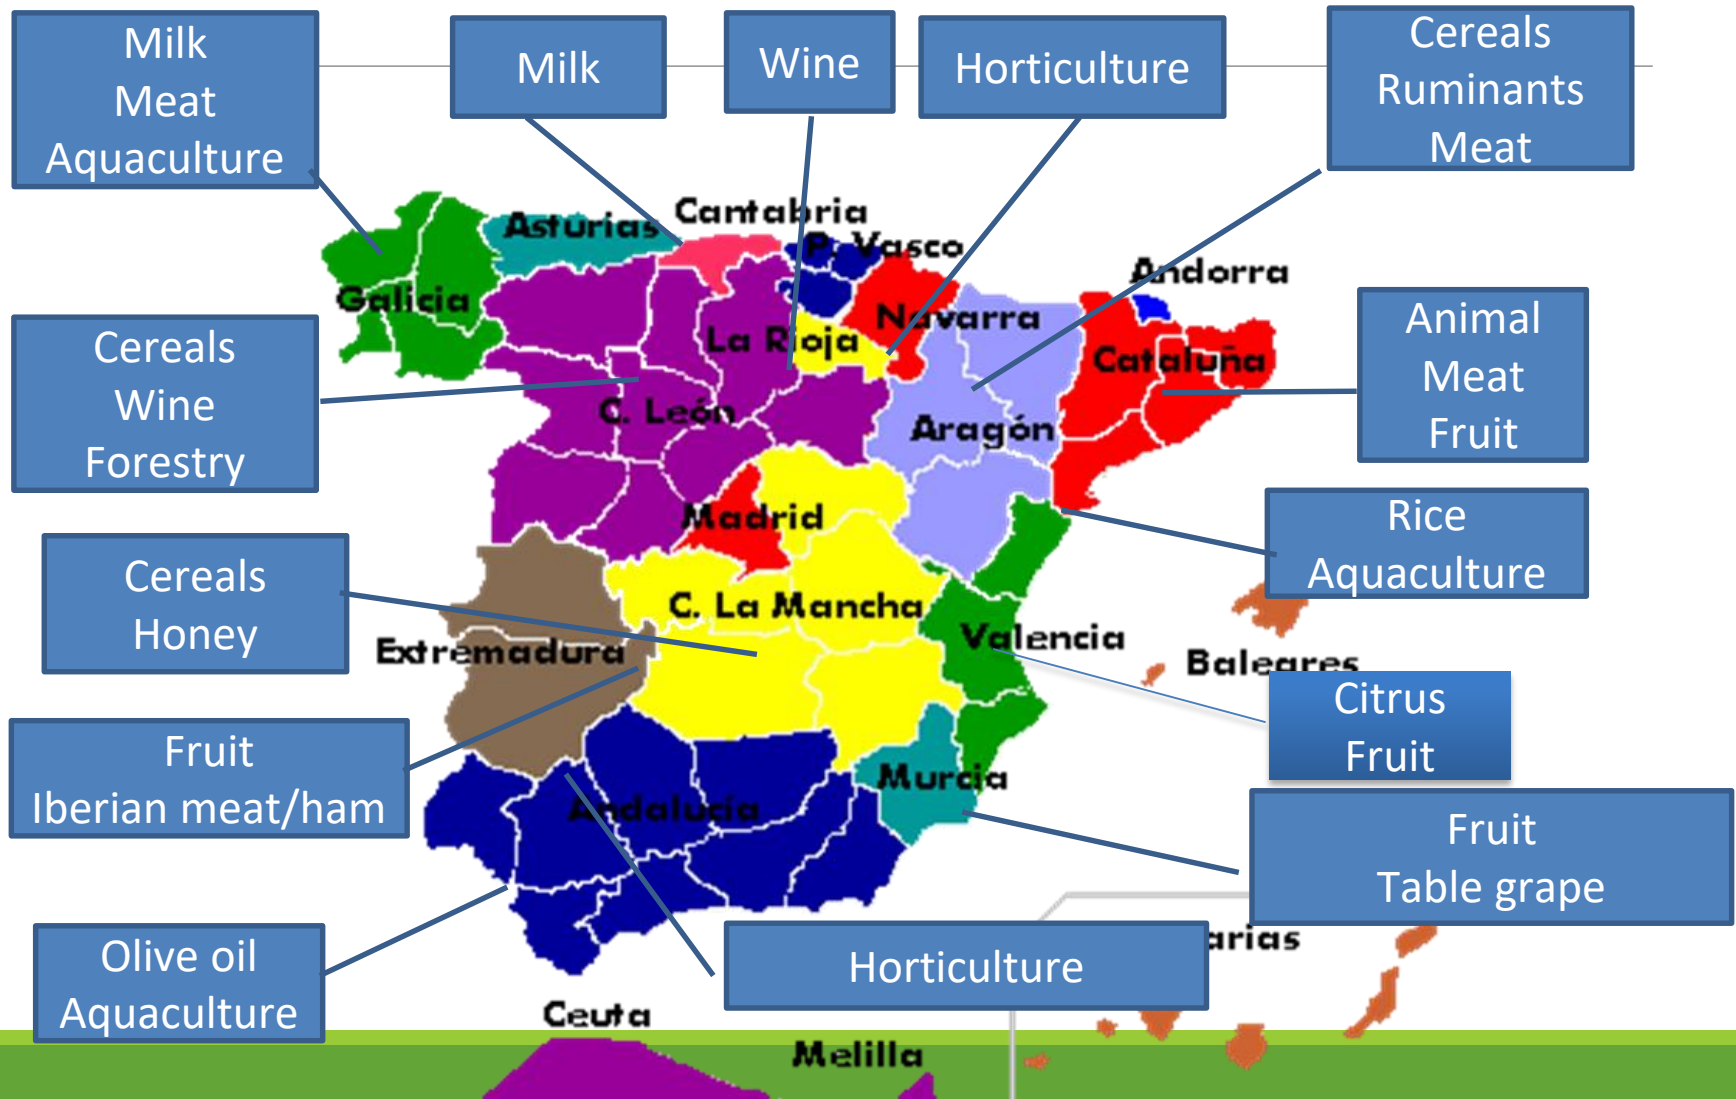 Milk
Meat
Aquaculture
Milk
Wine
Horticulture
Cereals
Ruminants
Meat
Asturias
Cantabria
P. Vasco
Andorra
Galicia
La Rioja
Navarra
Cataluña
Animal
Meat
Fruit
Cereals
Wine
Forestry
C. León
Aragón
Madrid
Rice
Aquaculture
Cereals
Honey
C. La Mancha
Extremadura
Valencia
Baleares
Citrus
Fruit
Fruit
Iberian meat/ham
Andalucía
Murcia
Fruit
Table grape
Olive oil
Aquaculture
Horticulture
arias
Ceuta
Melilla